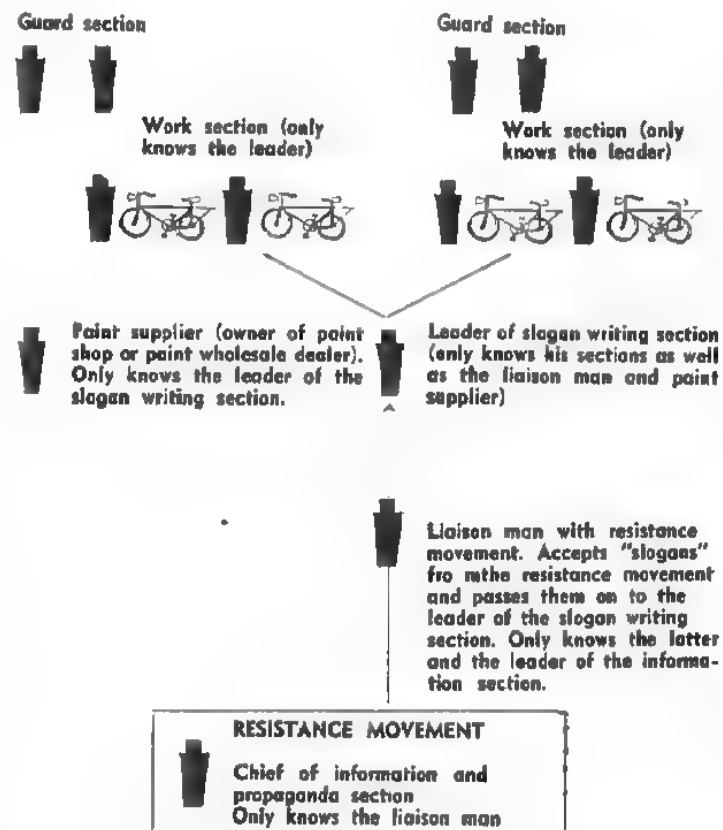 Guard section
Guard section
Work section (only
knows the leader)
Work section (only
knows the leader)
Paint supplier (owner of paint
shop or paint wholesale dealer).
Only knows the leader of the
slogan writing section.
Leader of slogan writing section
(only knows his sections as well
as the liaison man and paint
supplier)
Liaison man with resistance
movement. Accepts "slogans"
fro mthe resistance movement
and passes them on to the
leader of the slogan writing
section. Only knows the latter
and the leader of the informa-
tion section.
RESISTANCE MOVEMENT
Chief of information and
propaganda section
Only knows the liaison man